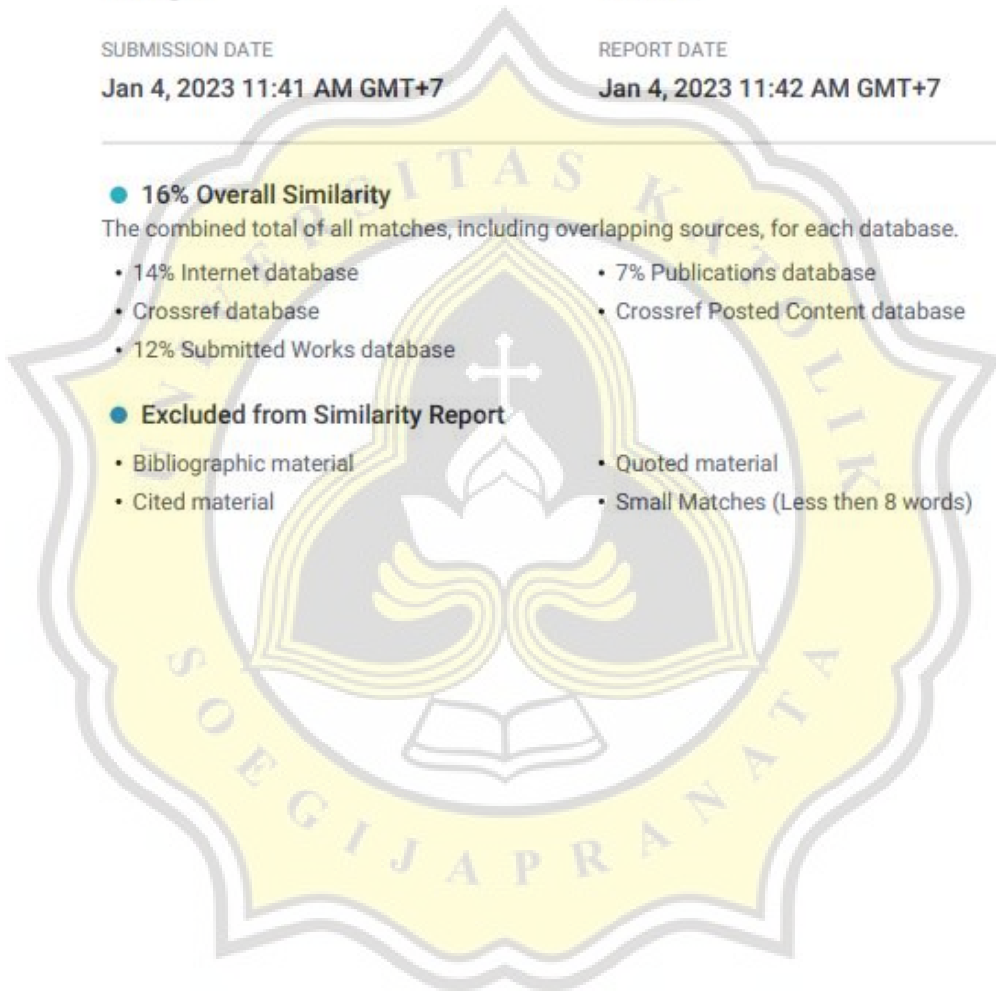 SUBMISSION DATE
REPORT DATE
Jan 4, 2023 11:41 AM GMT+7
Jan 4, 2023 11:42 AM GMT+7
16% Overall Similarity
The combined total of all matches, including overlapping sources, for each database.
• 14% Internet database
• 7% Publications database
• Crossref database
• Crossref Posted Content database
• 12% Submitted Works database
Excluded from Similarity Report
• Bibliographic material
• Quoted material
• Cited material
• Small Matches (Less then 8 words)
UNIVERSITAS KATOLIK
SOEGIJAPRANATA